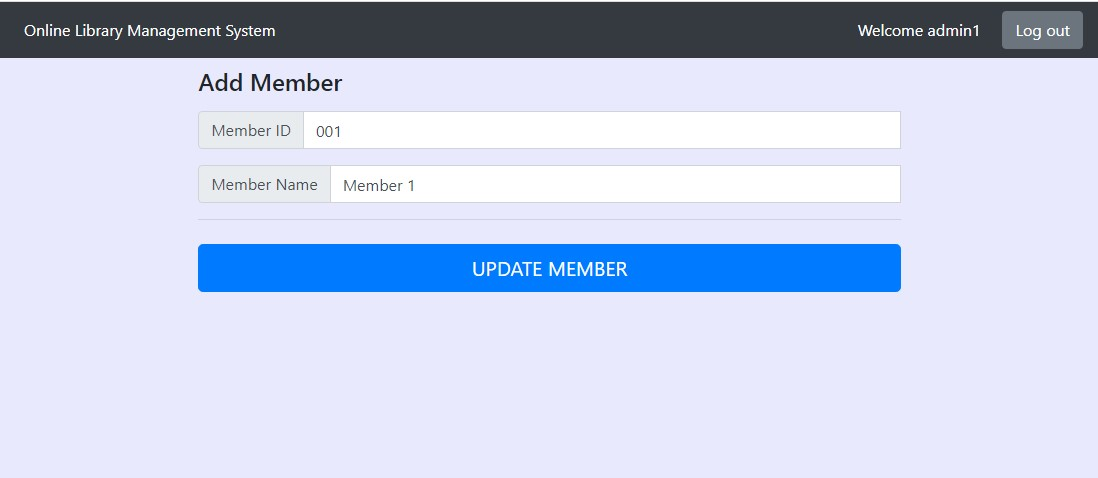 Online Library Management System Welcome admin1 Log out
Add Member
Member ID 001
Member Name Member 1
UPDATE MEMBER